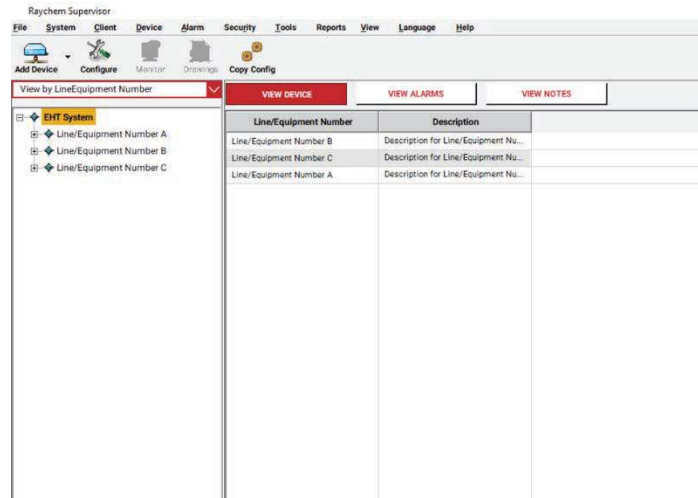 Raychem Supervisor
File System Client Device Alarm Security Tools Reports View Language Help
Add Device Configure Monitor Drawings Copy Config
View by LineEquipment Number
VIEW DEVICE VIEW ALARMS VIEW NOTES
EHT System
Line/Equipment Number A
Line/Equipment Number B
Line/Equipment Number C
Line/Equipment Number Description
Line/Equipment Number B Description for Line/Equipment Nu...
Line/Equipment Number C Description for Line/Equipment Nu...
Line/Equipment Number A Description for Line/Equipment Nu...